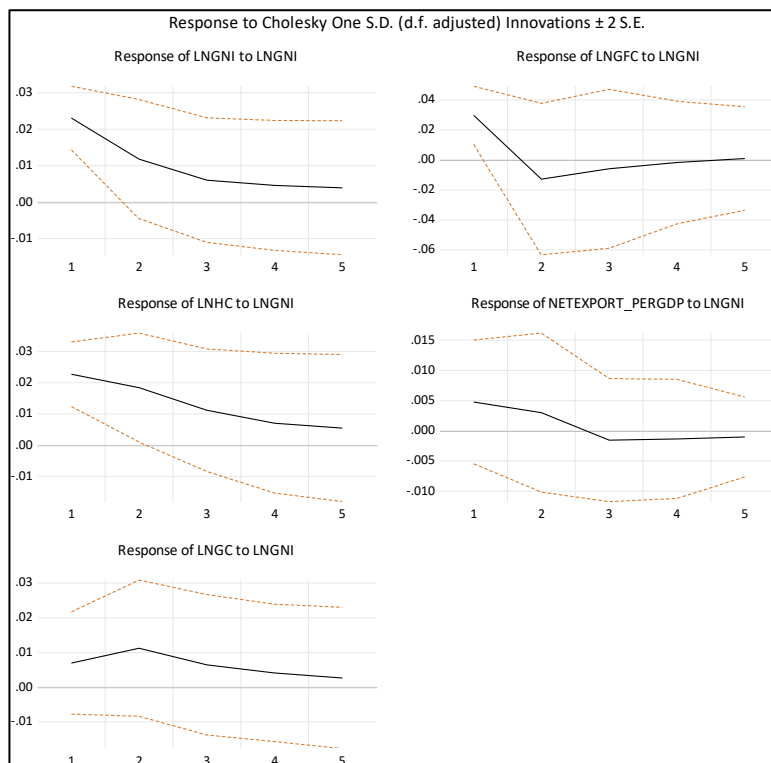 Response to Cholesky One S.D. (d.f. adjusted) Innovations ± 2 S.E.
Response of LNGNI to LNGNI
.03
.02
.01
.00
-.01
1 2 3 4 5
Response of LNGFC to LNGNI
.04
.02
.00
-.02
-.04
-.06
1 2 3 4 5
Response of LNHC to LNGNI
.03
.02
.01
.00
-.01
1 2 3 4 5
Response of NETEXPORT_PERGDP to LNGNI
.015
.010
.005
.000
-.005
-.010
1 2 3 4 5
Response of LNGC to LNGNI
.03
.02
.01
.00
-.01
1 2 3 4 5